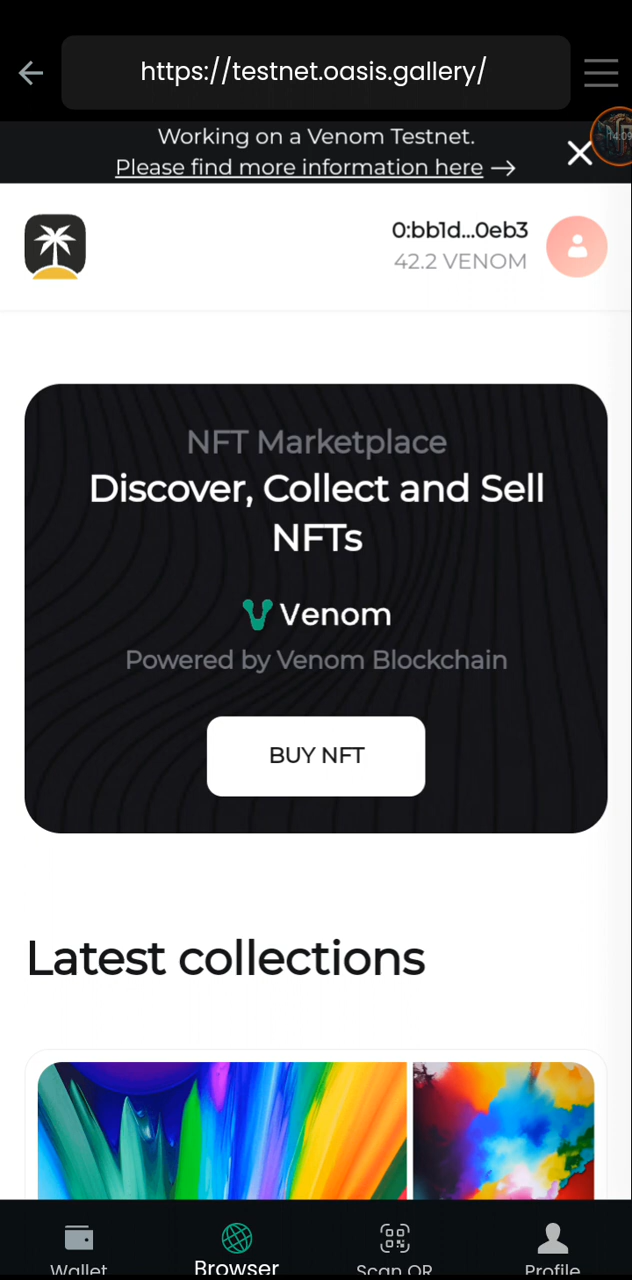 https://testnet.oasis.gallery/
14:09
Working on a Venom Testnet.
Please find more information here →
0:bb1d...0eb3
42.2 VENOM
NFT Marketplace
Discover, Collect and Sell
NFTs
Venom
Powered by Venom Blockchain
BUY NFT
Latest collections
Wallet
Browser
Scan QR
Profile